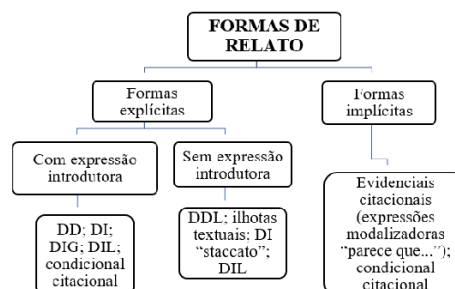 FORMAS DE
RELATO
Formas
explícitas
Formas
implícitas
Com expressão
introdutora
Sem expressão
introdutora
DD; DI;
DIG; DIL;
condicional
citacional
DDL; ilhotas
textuais; DI
“staccato”;
DIL
Evidenciais
citacionais
(expressões
modalizadoras
“parece que...”);
condicional
citacional